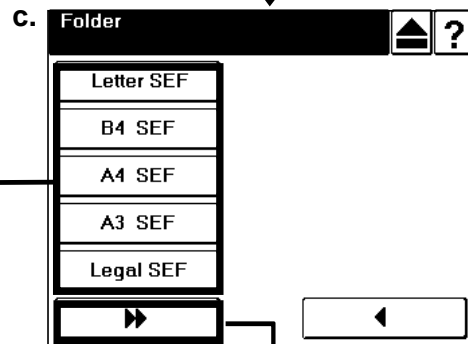 c.
Folder
?
Letter SEF
B4 SEF
A4 SEF
A3 SEF
Legal SEF